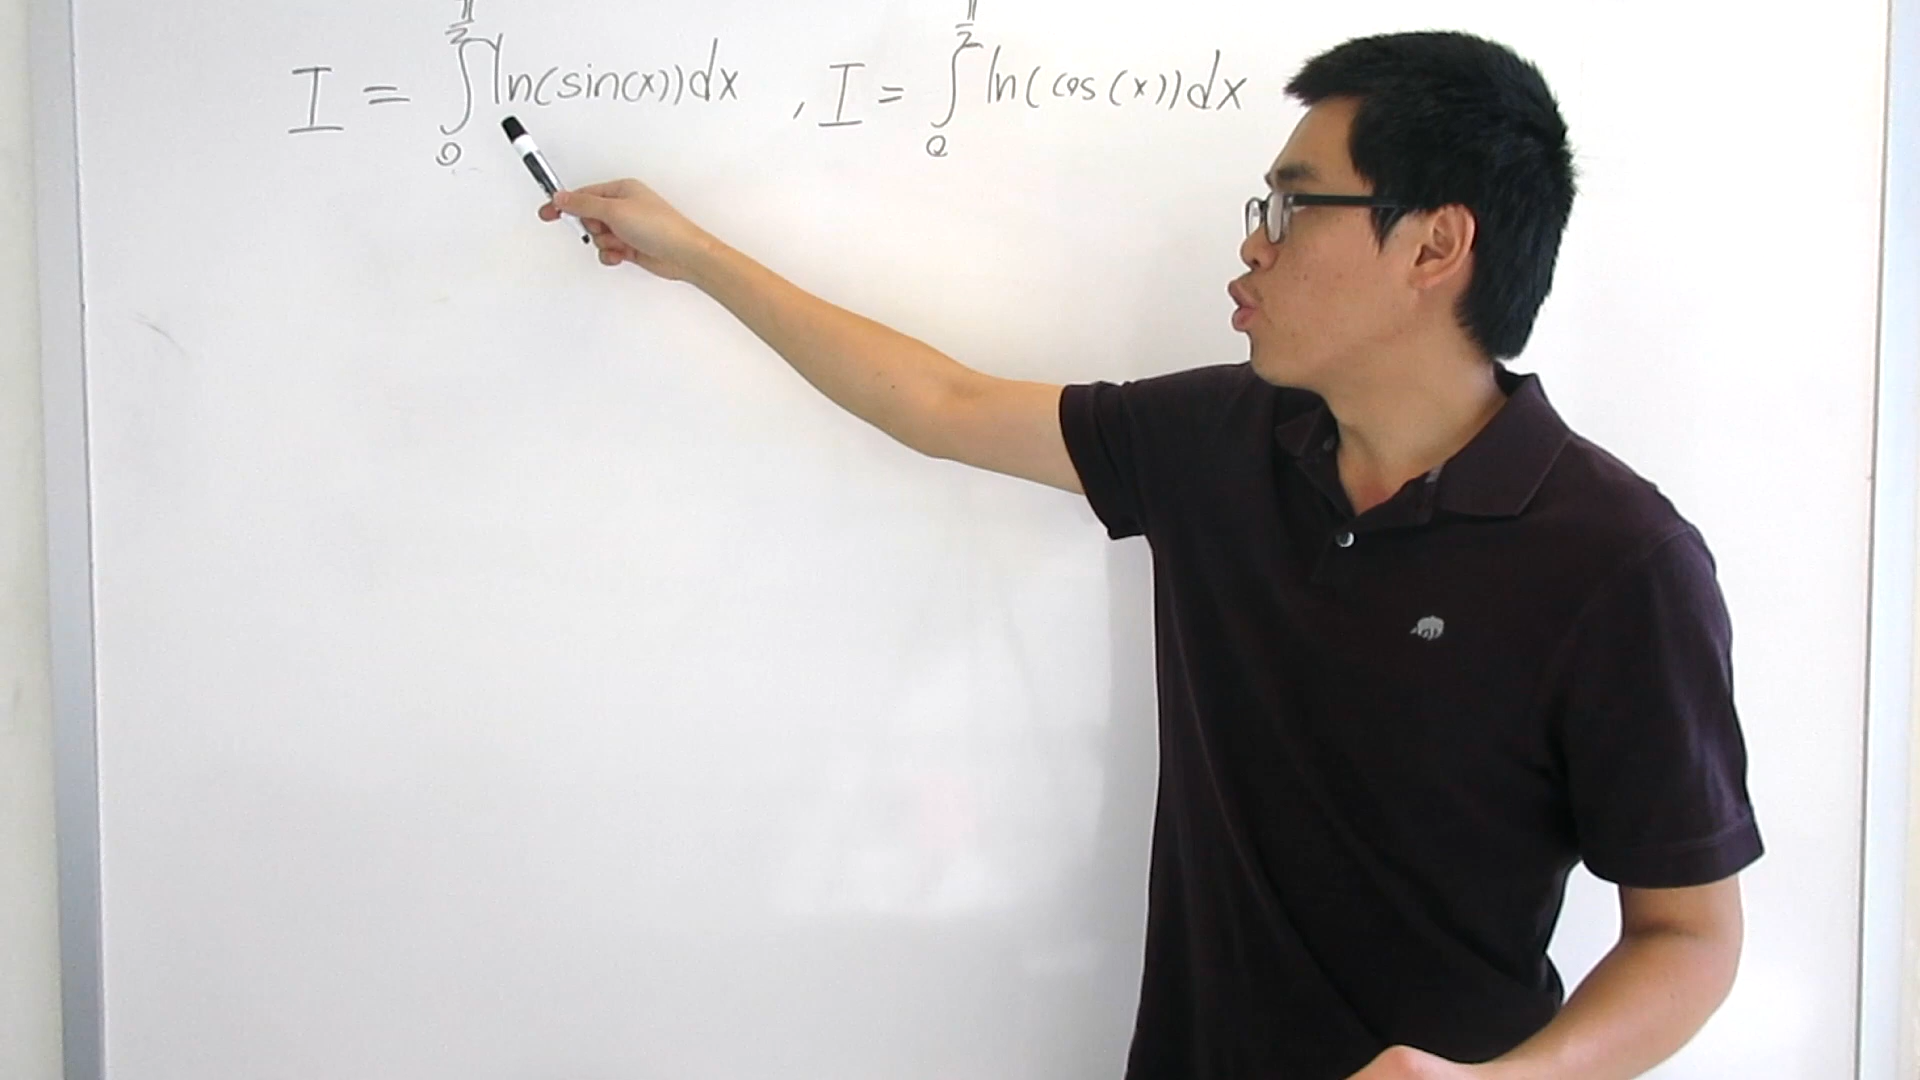 I = ∫₀^(π/2) ln(sin(x))dx , I = ∫₀^(π/2) ln(cos(x))dx